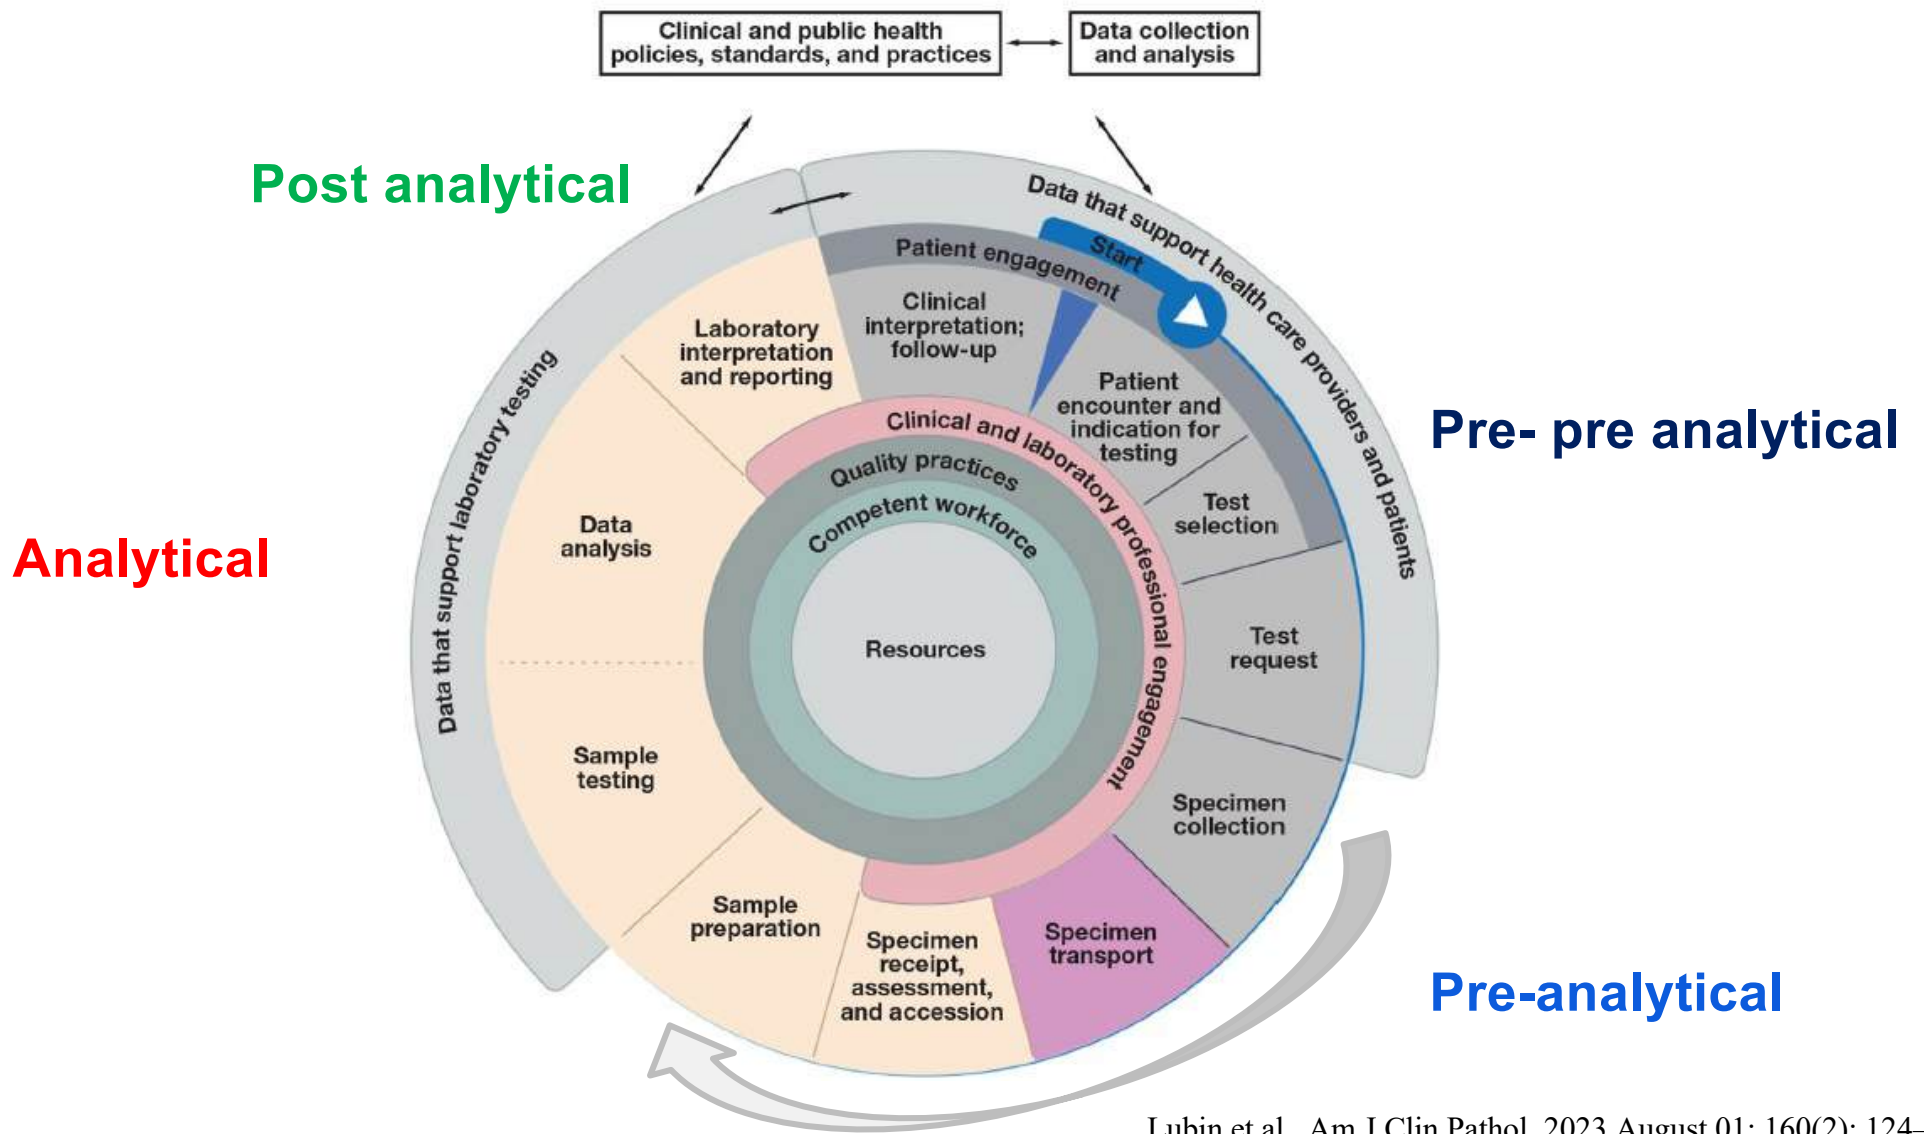 Clinical and public health
policies, standards, and practices
Data collection
and analysis
Post analytical
Data that support health care providers and patients
Start
Patient engagement
Clinical
interpretation;
follow-up
Laboratory
interpretation
and reporting
Patient
encounter and
indication for
testing
Pre- pre analytical
Clinical and laboratory professional engagement
Quality practices
Competent workforce
Test
selection
Data that support laboratory testing
Data
analysis
Analytical
Resources
Test
request
Sample
testing
Specimen
collection
Sample
preparation
Specimen
receipt,
assessment,
and accession
Specimen
transport
Pre-analytical
Lubin et al., Am J Clin Pathol. 2023 August 01; 160(2): 124–